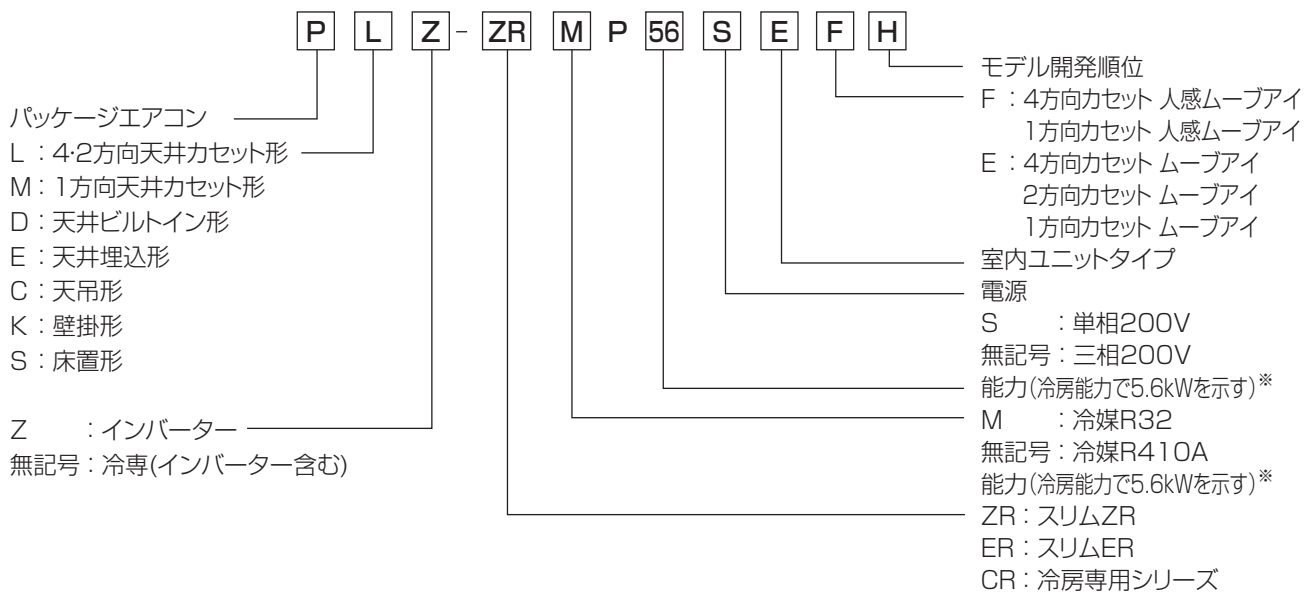 P L Z - ZR M P 56 S E F H
パッケージエアコン
L：4・2方向天井カセット形
M：1方向天井カセット形
D：天井ビルトイン形
E：天井埋込形
C：天吊形
K：壁掛形
S：床置形
Z ：インバーター
無記号：冷専(インバーター含む)
モデル開発順位
F：4方向カセット 人感ムーブアイ
1方向カセット 人感ムーブアイ
E：4方向カセット ムーブアイ
2方向カセット ムーブアイ
1方向カセット ムーブアイ
室内ユニットタイプ
電源
S ：単相200V
無記号：三相200V
能力(冷房能力で5.6kWを示す)※
M ：冷媒R32
無記号：冷媒R410A
能力(冷房能力で5.6kWを示す)※
ZR：スリムZR
ER：スリムER
CR：冷房専用シリーズ